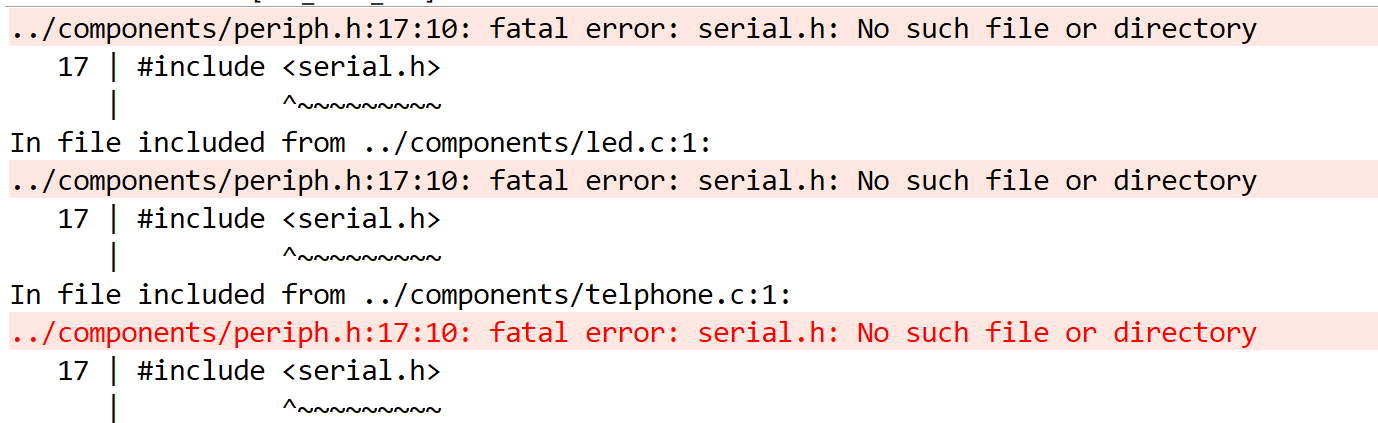 ../components/periph.h:17:10: fatal error: serial.h: No such file or directory
   17 | #include <serial.h>
      |          ^~~~~~~~~~
In file included from ../components/led.c:1:
../components/periph.h:17:10: fatal error: serial.h: No such file or directory
   17 | #include <serial.h>
      |          ^~~~~~~~~~
In file included from ../components/telphone.c:1:
../components/periph.h:17:10: fatal error: serial.h: No such file or directory
   17 | #include <serial.h>
      |          ^~~~~~~~~~